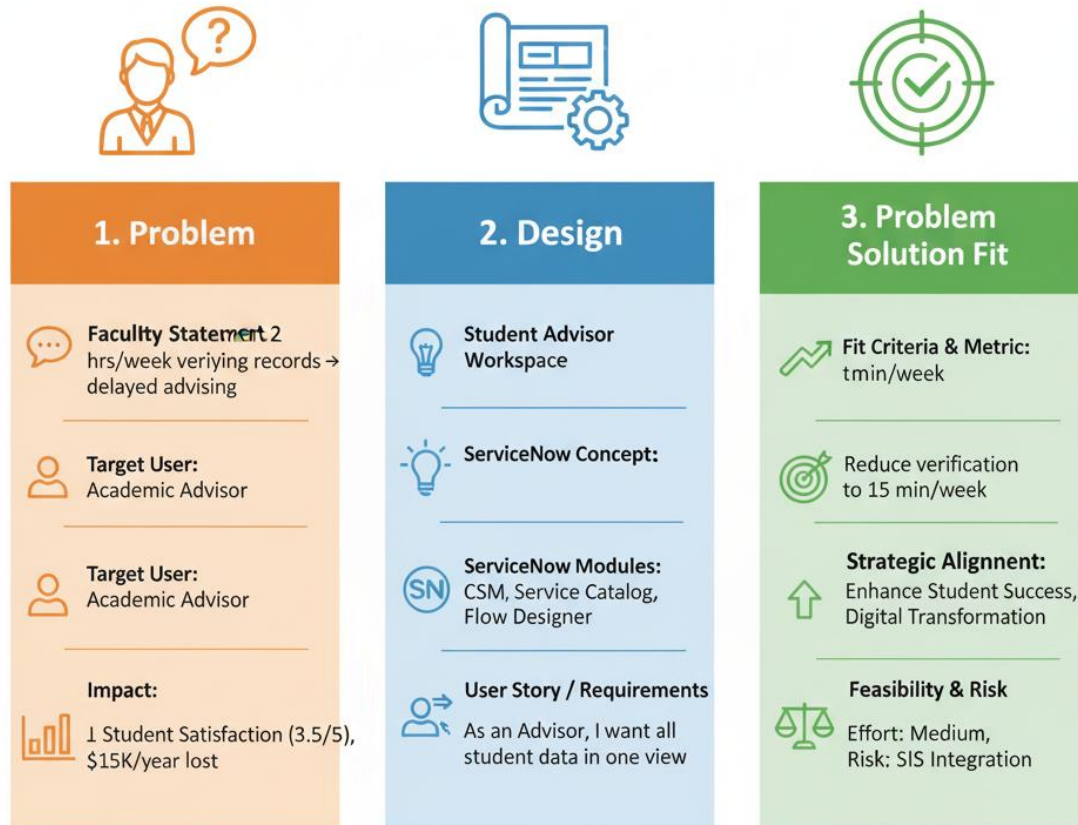 ?
1. Problem
Faculty Statement 2
hrs/week veriying records →
delayed advising
Target User:
Academic Advisor
Target User:
Academic Advisor
Impact:
⊥ Student Satisfaction (3.5/5),
$15K/year lost
2. Design
Student Advisor
Workspace
ServiceNow Concept:
SN
ServiceNow Modules:
CSM, Service Catalog,
Flow Designer
User Story / Requirements
As an Advisor, I want all
student data in one view
3. Problem
Solution Fit
Fit Criteria & Metric:
tmin/week
Reduce verification
to 15 min/week
Strategic Alignnent:
Enhance Student Success,
Digital Transformation
Feasibility & Risk
Effort: Medium,
Risk: SIS Integration